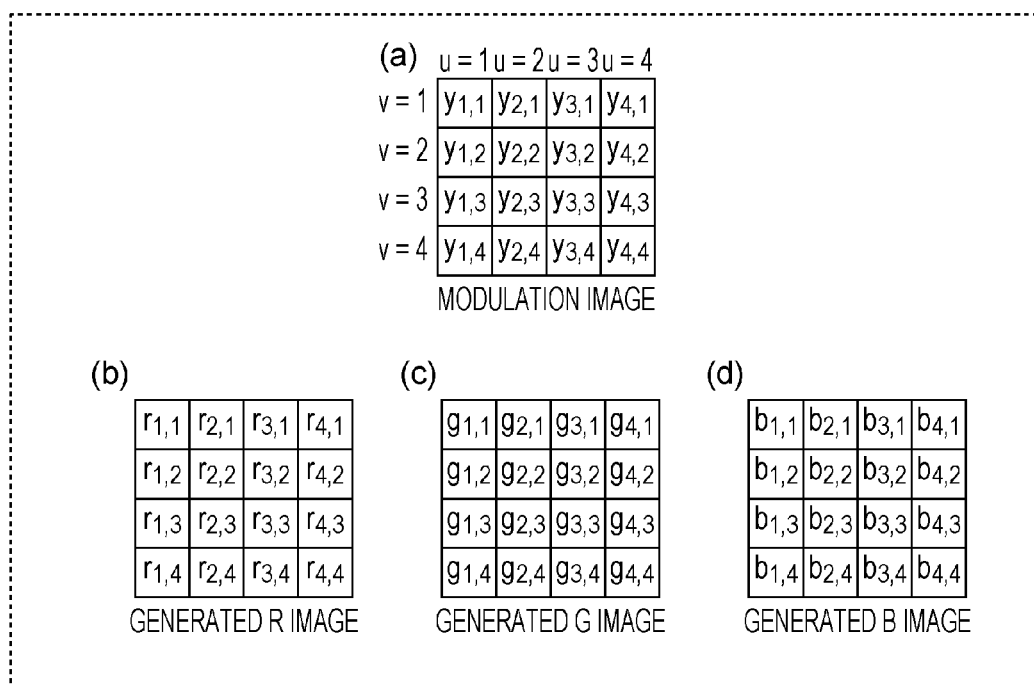 (a) u = 1 u = 2 u = 3 u = 4
v = 1 y1,1 y2,1 y3,1 y4,1
v = 2 y1,2 y2,2 y3,2 y4,2
v = 3 y1,3 y2,3 y3,3 y4,3
v = 4 y1,4 y2,4 y3,4 y4,4
MODULATION IMAGE
(b)
r1,1 r2,1 r3,1 r4,1
r1,2 r2,2 r3,2 r4,2
r1,3 r2,3 r3,3 r4,3
r1,4 r2,4 r3,4 r4,4
GENERATED R IMAGE
(c)
g1,1 g2,1 g3,1 g4,1
g1,2 g2,2 g3,2 g4,2
g1,3 g2,3 g3,3 g4,3
g1,4 g2,4 g3,4 g4,4
GENERATED G IMAGE
(d)
b1,1 b2,1 b3,1 b4,1
b1,2 b2,2 b3,2 b4,2
b1,3 b2,3 b3,3 b4,3
b1,4 b2,4 b3,4 b4,4
GENERATED B IMAGE